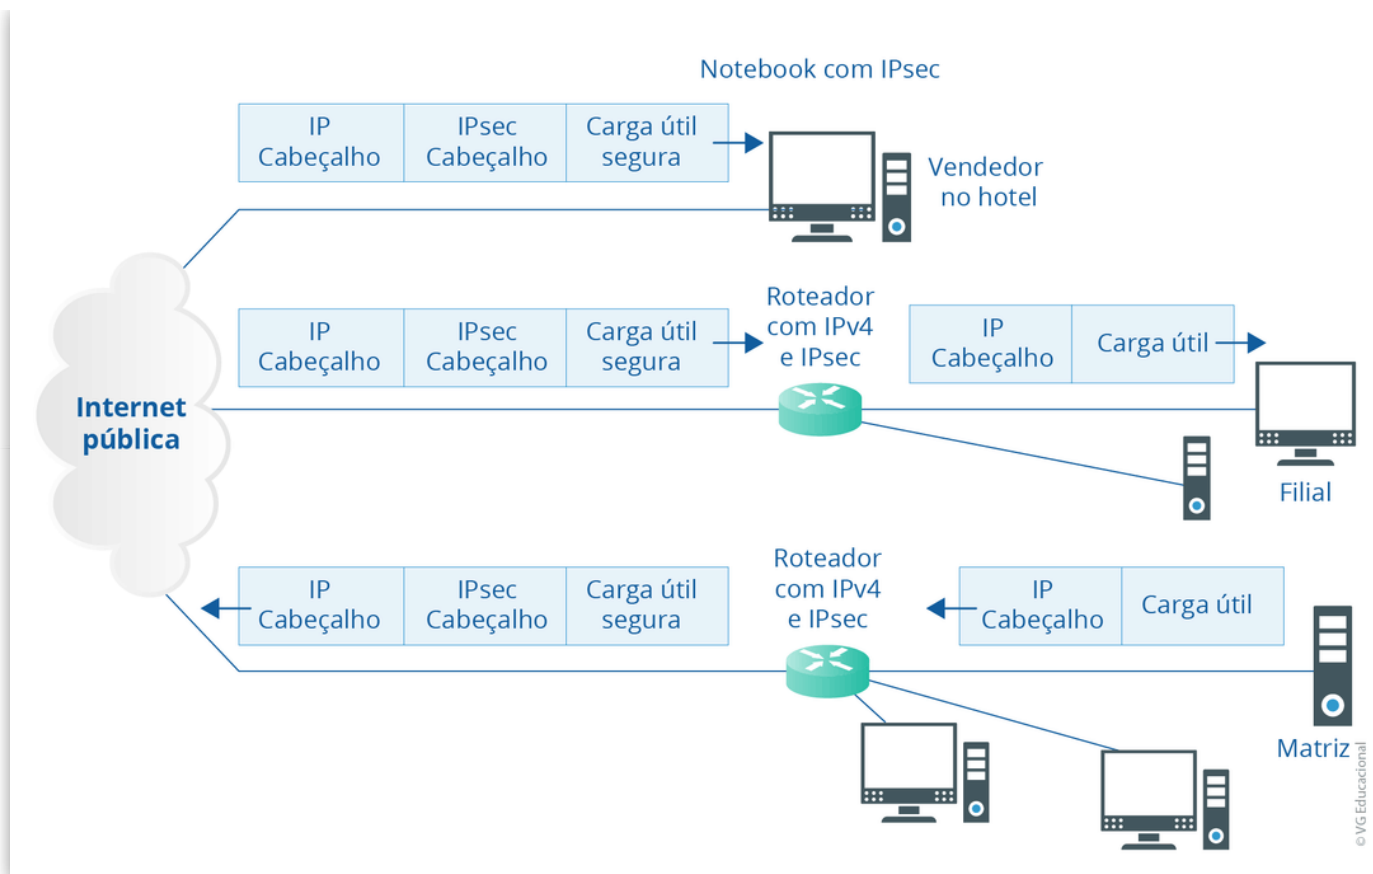 Notebook com IPsec
IP
Cabeçalho
IPsec
Cabeçalho
Carga útil
segura
Vendedor
no hotel
IP
Cabeçalho
IPsec
Cabeçalho
Carga útil
segura
Roteador
com IPv4
e IPsec
IP
Cabeçalho
Carga útil
Internet
pública
Filial
IP
Cabeçalho
IPsec
Cabeçalho
Carga útil
segura
Roteador
com IPv4
e IPsec
IP
Cabeçalho
Carga útil
Matriz
© VG Educacional